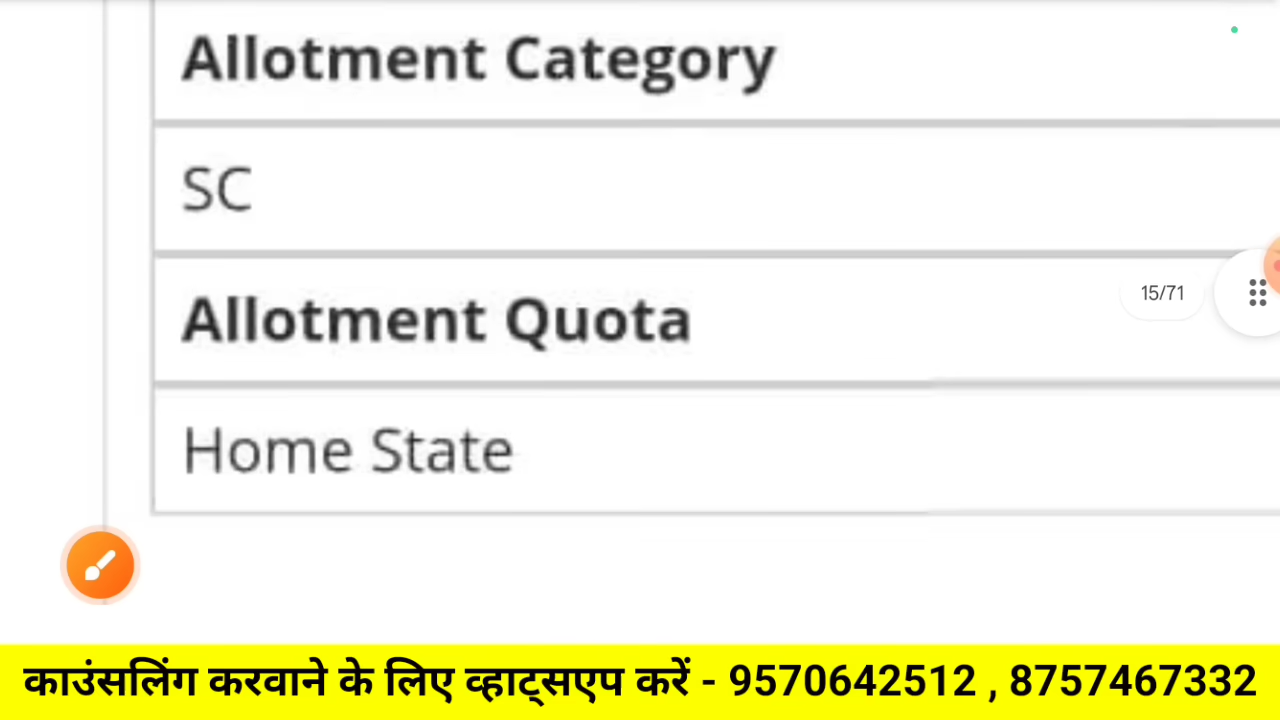 Allotment Category
SC
Allotment Quota
15/71
Home State
काउंसलिंग करवाने के लिए व्हाट्सएप करें - 9570642512 , 8757467332